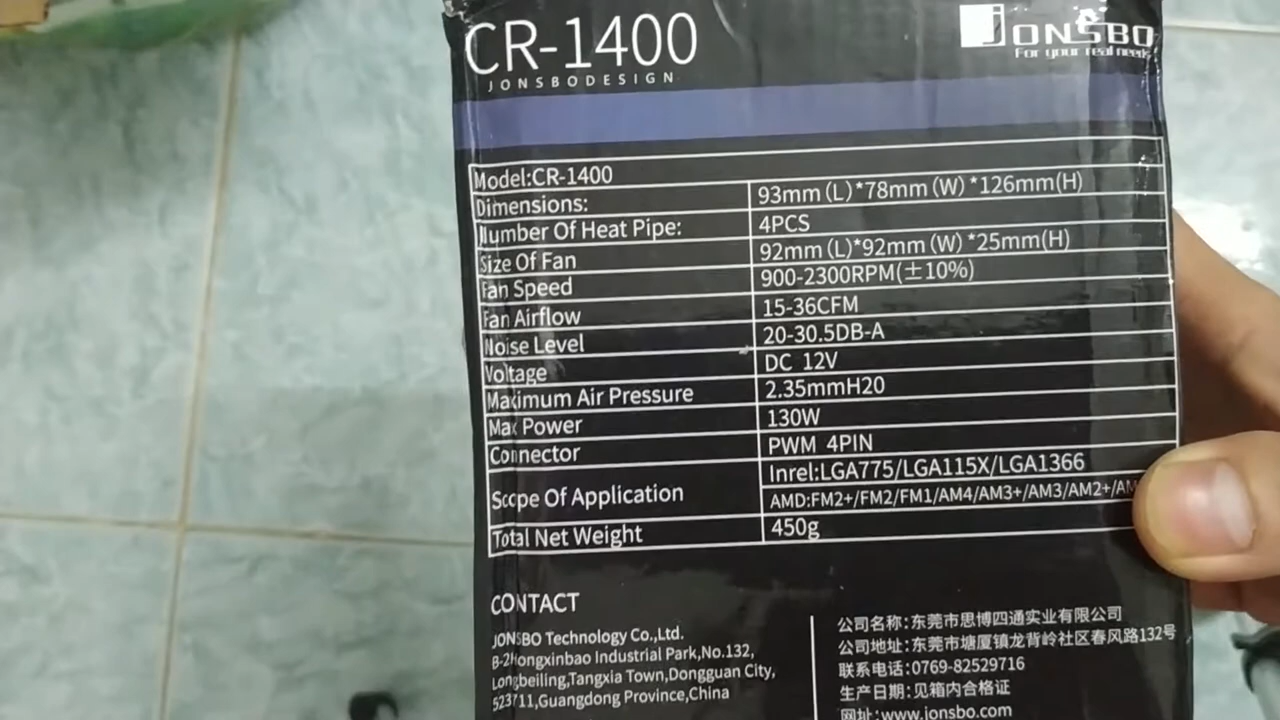 CR-1400
JONSBODESIGN
JONSBO
For your real needs
Model:CR-1400
Dimensions: 93mm(L)*78mm(W)*126mm(H)
Number Of Heat Pipe: 4PCS
Size Of Fan 92mm(L)*92mm(W)*25mm(H)
Fan Speed 900-2300RPM(±10%)
Fan Airflow 15-36CFM
Noise Level 20-30.5DB-A
Voltage DC 12V
Maximum Air Pressure 2.35mmH20
Max Power 130W
Connector PWM 4PIN
Scope Of Application Inrel:LGA775/LGA115X/LGA1366
AMD:FM2+/FM2/FM1/AM4/AM3+/AM3/AM2+/AM
Total Net Weight 450g
CONTACT
JONSBO Technology Co.,Ltd.
B-2Hongxinbao Industrial Park,No.132,
Longbeiling,Tangxia Town,Dongguan City,
523711,Guangdong Province,China
公司名称:东莞市思博四通实业有限公司
公司地址:东莞市塘厦镇龙背岭社区春风路132号
联系电话:0769-82529716
生产日期:见箱内合格证
网址:www.jonsbo.com